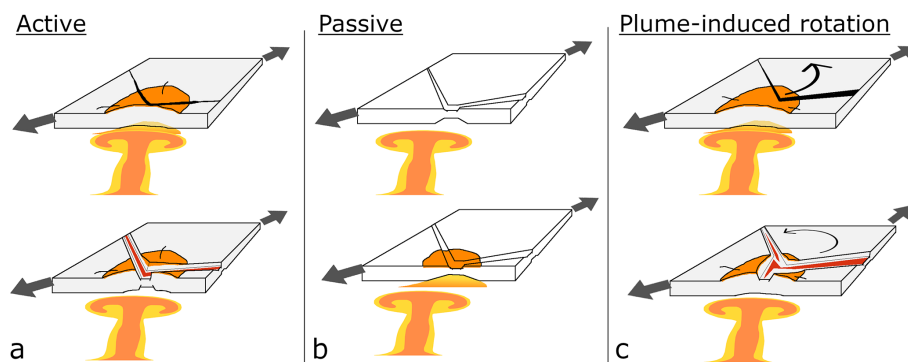 Active
Passive
Plume-induced rotation
a
b
c